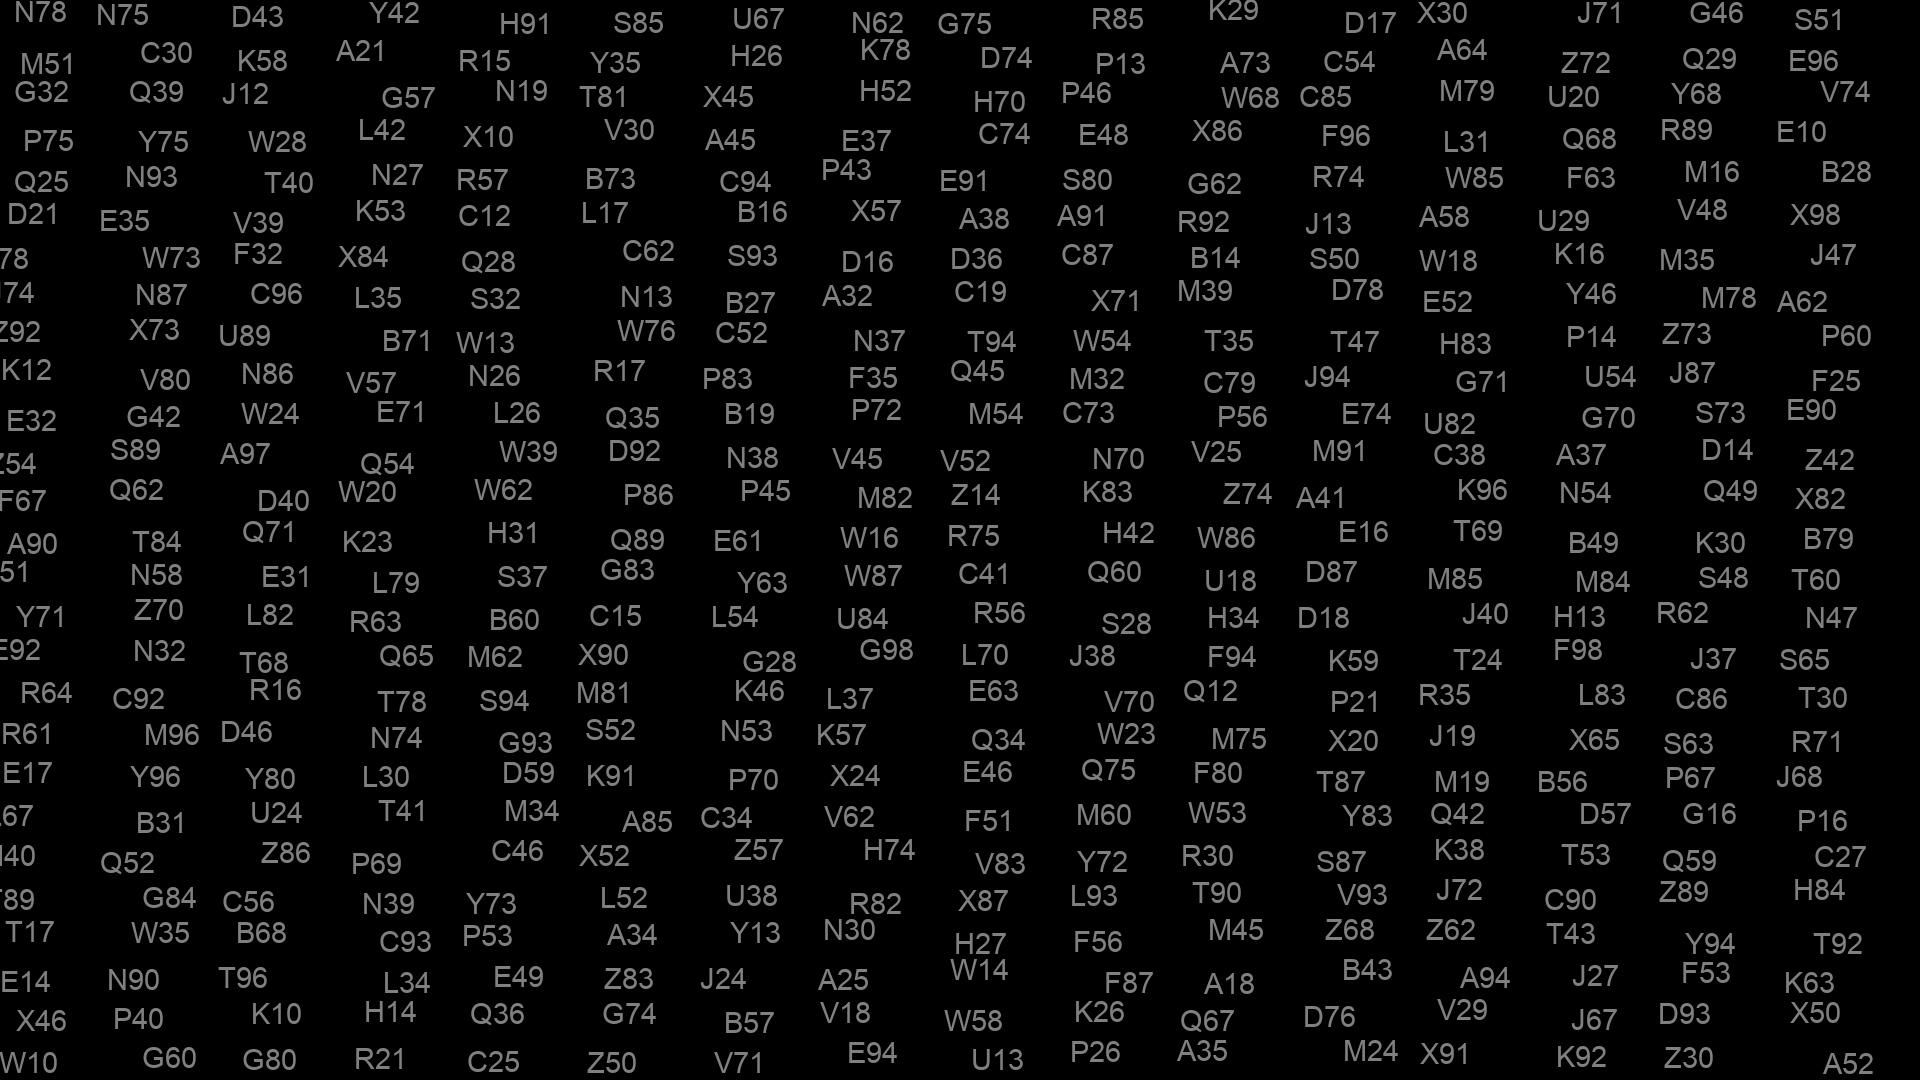 N78 N75 D43 Y42 H91 S85 U67 N62 G75 R85 K29 D17 X30 J71 G46 S51
M51 C30 K58 A21 R15 Y35 H26 K78 D74 P13 A73 C54 A64 Z72 Q29 E96
G32 Q39 J12 G57 N19 T81 X45 H52 H70 P46 W68 C85 M79 U20 Y68 V74
P75 Y75 W28 L42 X10 V30 A45 E37 C74 E48 X86 F96 L31 Q68 R89 E10
Q25 N93 T40 N27 R57 B73 C94 P43 E91 S80 G62 R74 W85 F63 M16 B28
D21 E35 V39 K53 C12 L17 B16 X57 A38 A91 R92 J13 A58 U29 V48 X98
78 W73 F32 X84 Q28 C62 S93 D16 D36 C87 B14 S50 W18 K16 M35 J47
74 N87 C96 L35 S32 N13 B27 A32 C19 X71 M39 D78 E52 Y46 M78 A62
Z92 X73 U89 B71 W13 W76 C52 N37 T94 W54 T35 T47 H83 P14 Z73 P60
K12 V80 N86 V57 N26 R17 P83 F35 Q45 M32 C79 J94 G71 U54 J87 F25
E32 G42 W24 E71 L26 Q35 B19 P72 M54 C73 P56 E74 U82 G70 S73 E90
Z54 S89 A97 Q54 W39 D92 N38 V45 V52 N70 V25 M91 C38 A37 D14 Z42
F67 Q62 D40 W20 W62 P86 P45 M82 Z14 K83 Z74 A41 K96 N54 Q49 X82
A90 T84 Q71 K23 H31 Q89 E61 W16 R75 H42 W86 E16 T69 B49 K30 B79
51 N58 E31 L79 S37 G83 Y63 W87 C41 Q60 U18 D87 M85 M84 S48 T60
Y71 Z70 L82 R63 B60 C15 L54 U84 R56 S28 H34 D18 J40 H13 R62 N47
E92 N32 T68 Q65 M62 X90 G28 G98 L70 J38 F94 K59 T24 F98 J37 S65
R64 C92 R16 T78 S94 M81 K46 L37 E63 V70 Q12 P21 R35 L83 C86 T30
R61 M96 D46 N74 G93 S52 N53 K57 Q34 W23 M75 X20 J19 X65 S63 R71
E17 Y96 Y80 L30 D59 K91 P70 X24 E46 Q75 F80 T87 M19 B56 P67 J68
67 B31 U24 T41 M34 A85 C34 V62 F51 M60 W53 Y83 Q42 D57 G16 P16
40 Q52 Z86 P69 C46 X52 Z57 H74 V83 Y72 R30 S87 K38 T53 Q59 C27
89 G84 C56 N39 Y73 L52 U38 R82 X87 L93 T90 V93 J72 C90 Z89 H84
T17 W35 B68 C93 P53 A34 Y13 N30 H27 F56 M45 Z68 Z62 T43 Y94 T92
E14 N90 T96 L34 E49 Z83 J24 A25 W14 F87 A18 B43 A94 J27 F53 K63
X46 P40 K10 H14 Q36 G74 B57 V18 W58 K26 Q67 D76 V29 J67 D93 X50
W10 G60 G80 R21 C25 Z50 V71 E94 U13 P26 A35 M24 X91 K92 Z30 A52